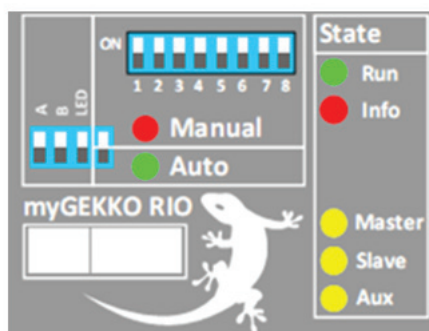 ON
1 2 3 4 5 6 7 8
A
B
LED
Manual
Auto
myGEKKO RIO
State
Run
Info
Master
Slave
Aux